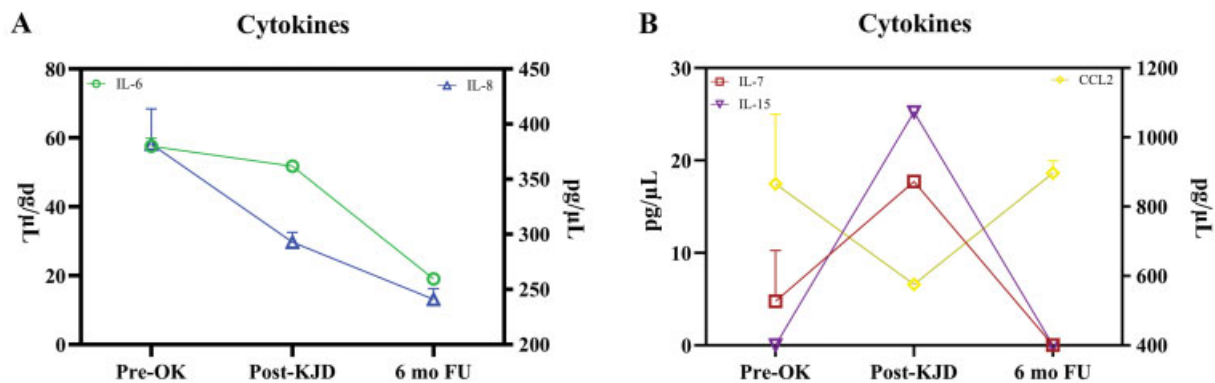 A
Cytokines
80
60
40
20
0
pg/µL
IL-6
IL-8
450
400
350
300
250
200
pg/µL
Pre-OK
Post-KJD
6 mo FU
B
Cytokines
30
20
10
0
pg/µL
IL-7
IL-15
CCL2
1200
1000
800
600
400
pg/µL
Pre-OK
Post-KJD
6 mo FU